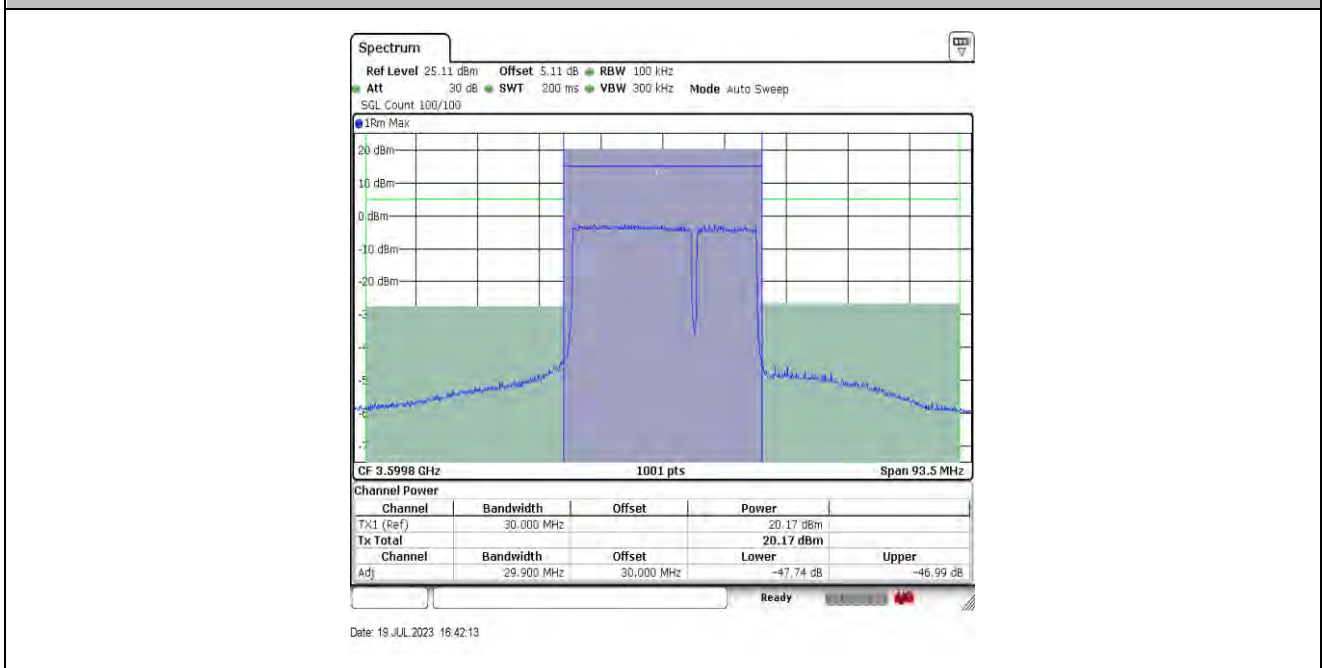 Spectrum
Ref Level 25.11 dBm Offset 5.11 dB RBW 100 kHz
Att 30 dB SWT 200 ms VBW 300 kHz Mode Auto Sweep
SGL Count 100/100
1Rm Max
20 dBm
10 dBm
0 dBm
-10 dBm
-20 dBm
CF 3.5998 GHz 1001 pts Span 93.5 MHz
Channel Power
Channel Bandwidth Offset Power
TX1 (Ref) 30.000 MHz 20.17 dBm
Tx Total 20.17 dBm
Channel Bandwidth Offset Lower Upper
Adj 29.900 MHz 30.000 MHz -47.74 dB -46.99 dB
Ready
Date: 19.JUL.2023 16:42:13